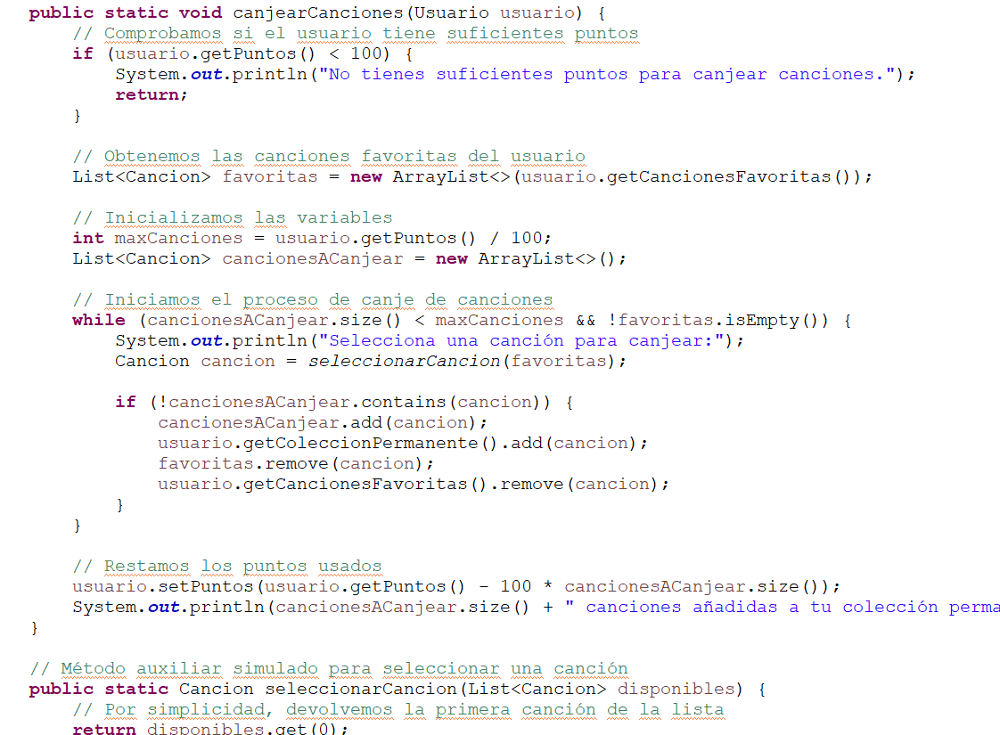 public static void canjearCanciones(Usuario usuario) {
// Comprobamos si el usuario tiene suficientes puntos
if (usuario.getPuntos() < 100) {
System.out.println("No tienes suficientes puntos para canjear canciones.");
return;
}
// Obtenemos las canciones favoritas del usuario
List<Cancion> favoritas = new ArrayList<>(usuario.getCancionesFavoritas());
// Inicializamos las variables
int maxCanciones = usuario.getPuntos() / 100;
List<Cancion> cancionesACanjear = new ArrayList<>();
// Iniciamos el proceso de canje de canciones
while (cancionesACanjear.size() < maxCanciones && !favoritas.isEmpty()) {
System.out.println("Selecciona una canción para canjear:");
Cancion cancion = seleccionarCancion(favoritas);
if (!cancionesACanjear.contains(cancion)) {
cancionesACanjear.add(cancion);
usuario.getColeccionPermanente().add(cancion);
favoritas.remove(cancion);
usuario.getCancionesFavoritas().remove(cancion);
}
}
// Restamos los puntos usados
usuario.setPuntos(usuario.getPuntos() - 100 * cancionesACanjear.size());
System.out.println(cancionesACanjear.size() + " canciones añadidas a tu colección perma
}
// Método auxiliar simulado para seleccionar una canción
public static Cancion seleccionarCancion(List<Cancion> disponibles) {
// Por simplicidad, devolvemos la primera canción de la lista
return disponibles.get(0);